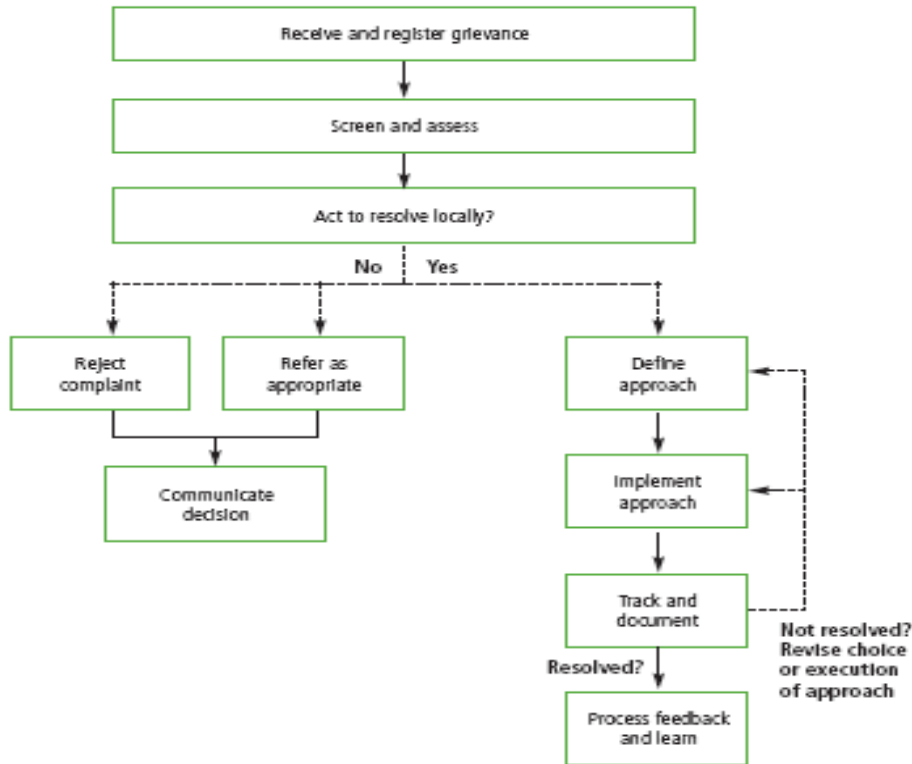 Receive and register grievance
Screen and assess
Act to resolve locally?
No
Yes
Reject
complaint
Refer as
appropriate
Define
approach
Communicate
decision
Implement
approach
Track and
document
Not resolved?
Revise choice
or execution
of approach
Resolved?
Process feedback
and learn